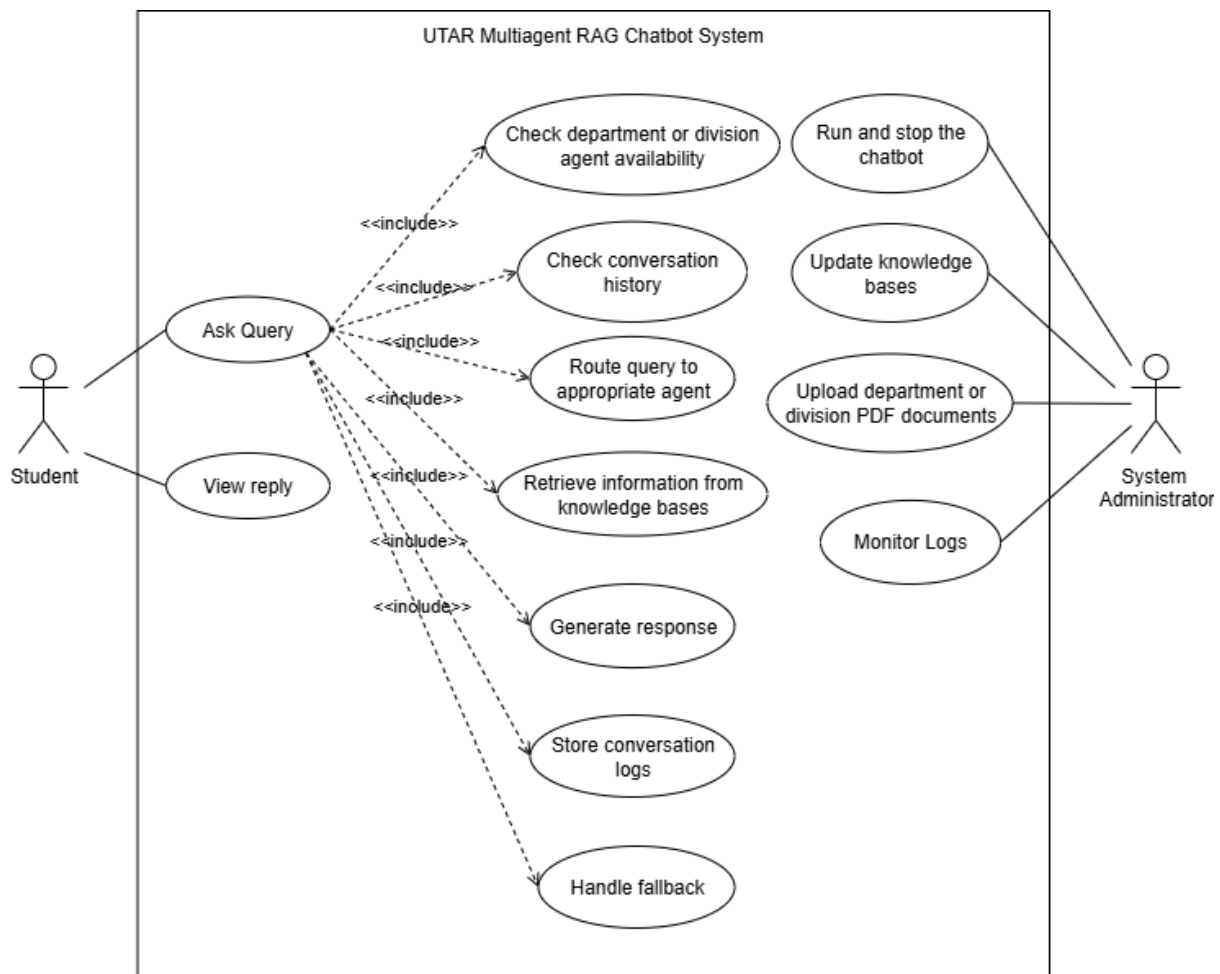 UTAR Multiagent RAG Chatbot System
Check department or division
agent availability
Run and stop the
chatbot
<<include>>
Check conversation
history
Update knowledge
bases
<<include>>
Ask Query
<<include>>
Route query to
appropriate agent
Upload department or
division PDF documents
<<include>>
Student
System
Administrator
View reply
<<include>>
Retrieve information from
knowledge bases
Monitor Logs
<<include>>
<<include>>
Generate response
Store conversation
logs
Handle fallback